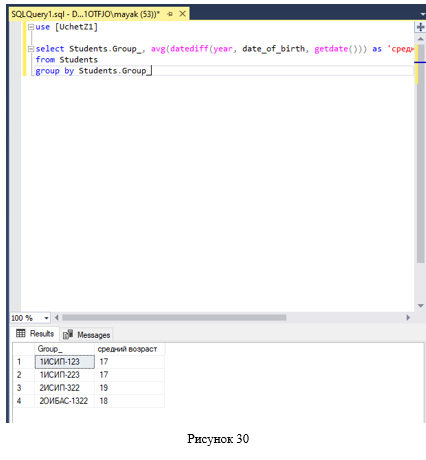 SQLQuery1.sql - D...1OTFJO\mayak (53))*
use [UchetZ1]
select Students.Group_, avg(datediff(year, date_of_birth, getdate())) as 'средн
from Students
group by Students.Group_
100 %
Results Messages
Group_ средний возраст
1 1ИСИП-123 17
2 1ИСИП-223 17
3 2ИСИП-322 19
4 2ОИБАС-1322 18
Рисунок 30